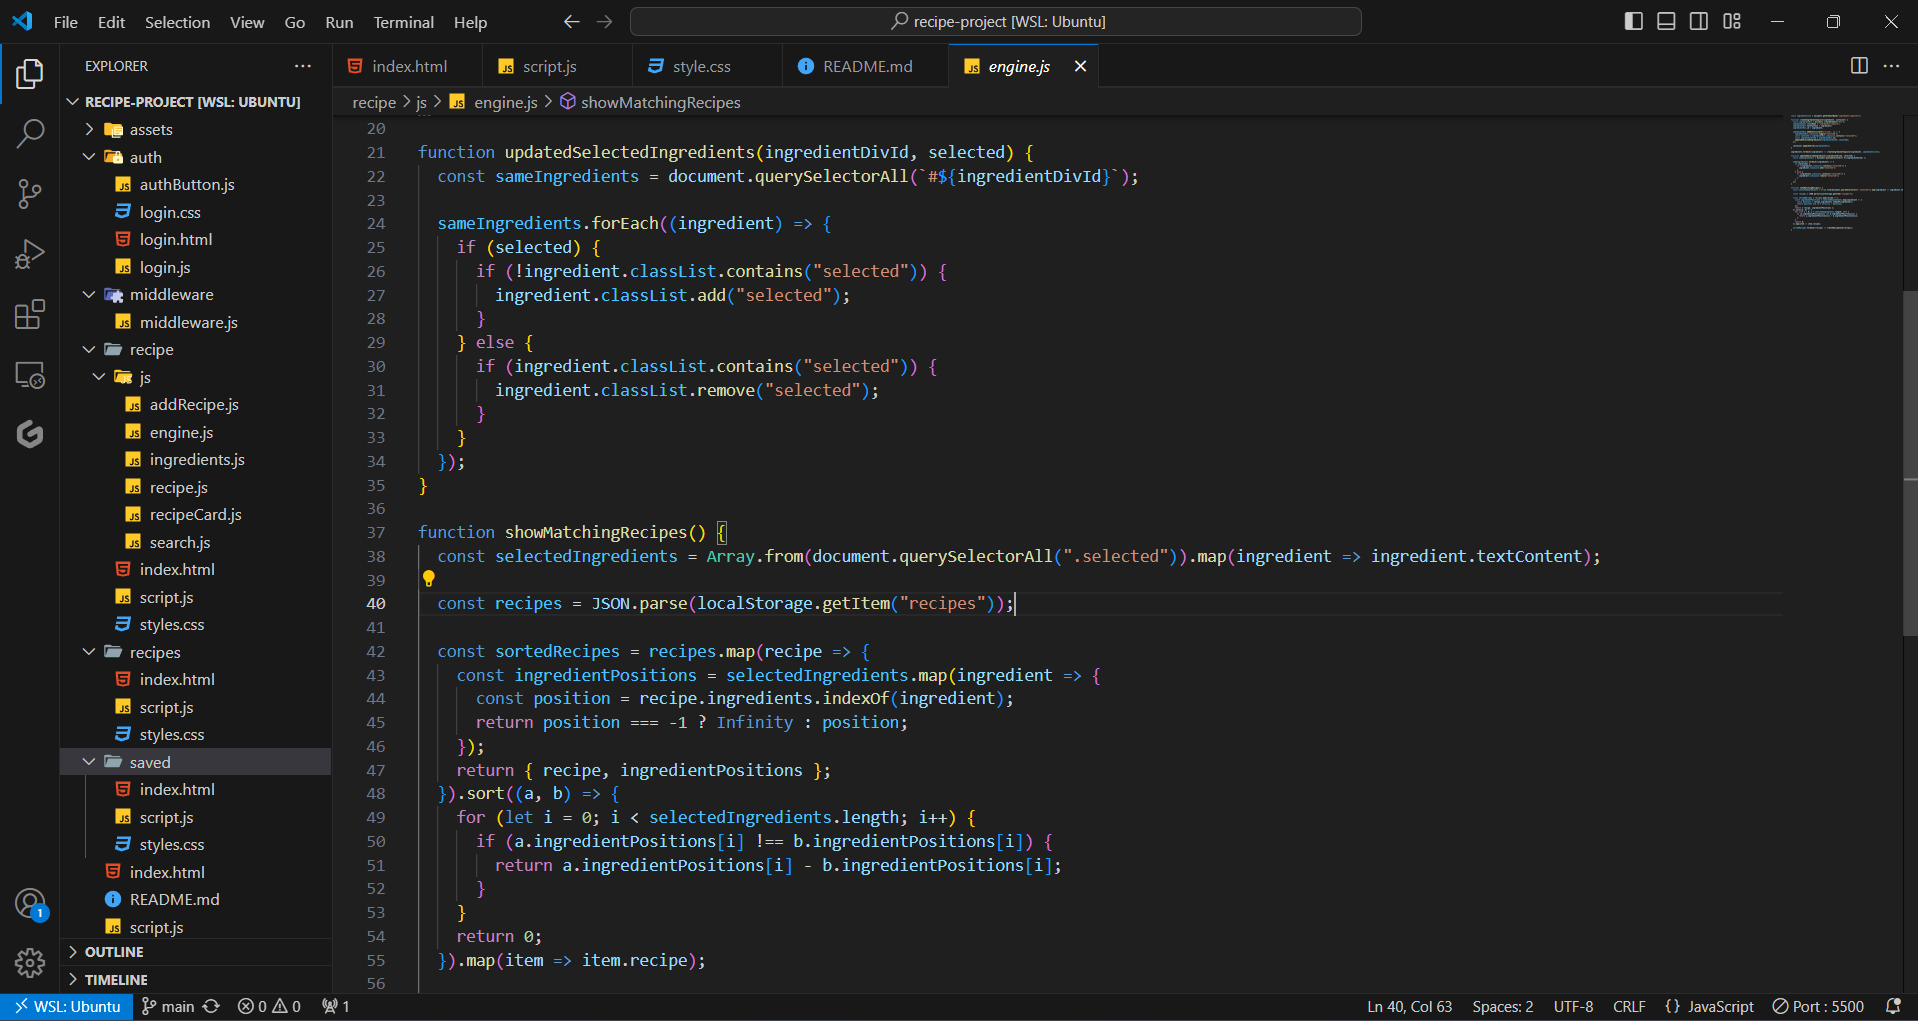 File Edit Selection View Go Run Terminal Help
recipe-project [WSL: Ubuntu]
EXPLORER
RECIPE-PROJECT [WSL: UBUNTU]
assets
auth
authButton.js
login.css
login.html
login.js
middleware
middleware.js
recipe
js
addRecipe.js
engine.js
ingredients.js
recipe.js
recipeCard.js
search.js
index.html
script.js
styles.css
recipes
index.html
script.js
styles.css
saved
index.html
script.js
styles.css
index.html
README.md
script.js
OUTLINE
TIMELINE
index.html script.js style.css README.md engine.js
recipe > js > engine.js > showMatchingRecipes
20
21 function updatedSelectedIngredients(ingredientDivId, selected) {
22 const sameIngredients = document.querySelectorAll(`#${ingredientDivId}`);
23
24 sameIngredients.forEach((ingredient) => {
25 if (selected) {
26 if (!ingredient.classList.contains("selected")) {
27 ingredient.classList.add("selected");
28 }
29 } else {
30 if (ingredient.classList.contains("selected")) {
31 ingredient.classList.remove("selected");
32 }
33 }
34 });
35 }
36
37 function showMatchingRecipes() {
38 const selectedIngredients = Array.from(document.querySelectorAll(".selected")).map(ingredient => ingredient.textContent);
39
40 const recipes = JSON.parse(localStorage.getItem("recipes"));
41
42 const sortedRecipes = recipes.map(recipe => {
43 const ingredientPositions = selectedIngredients.map(ingredient => {
44 const position = recipe.ingredients.indexOf(ingredient);
45 return position === -1 ? Infinity : position;
46 });
47 return { recipe, ingredientPositions };
48 }).sort((a, b) => {
49 for (let i = 0; i < selectedIngredients.length; i++) {
50 if (a.ingredientPositions[i] !== b.ingredientPositions[i]) {
51 return a.ingredientPositions[i] - b.ingredientPositions[i];
52 }
53 }
54 return 0;
55 }).map(item => item.recipe);
56
1
WSL: Ubuntu main 0 0 1 Ln 40, Col 63 Spaces: 2 UTF-8 CRLF {} JavaScript Port : 5500